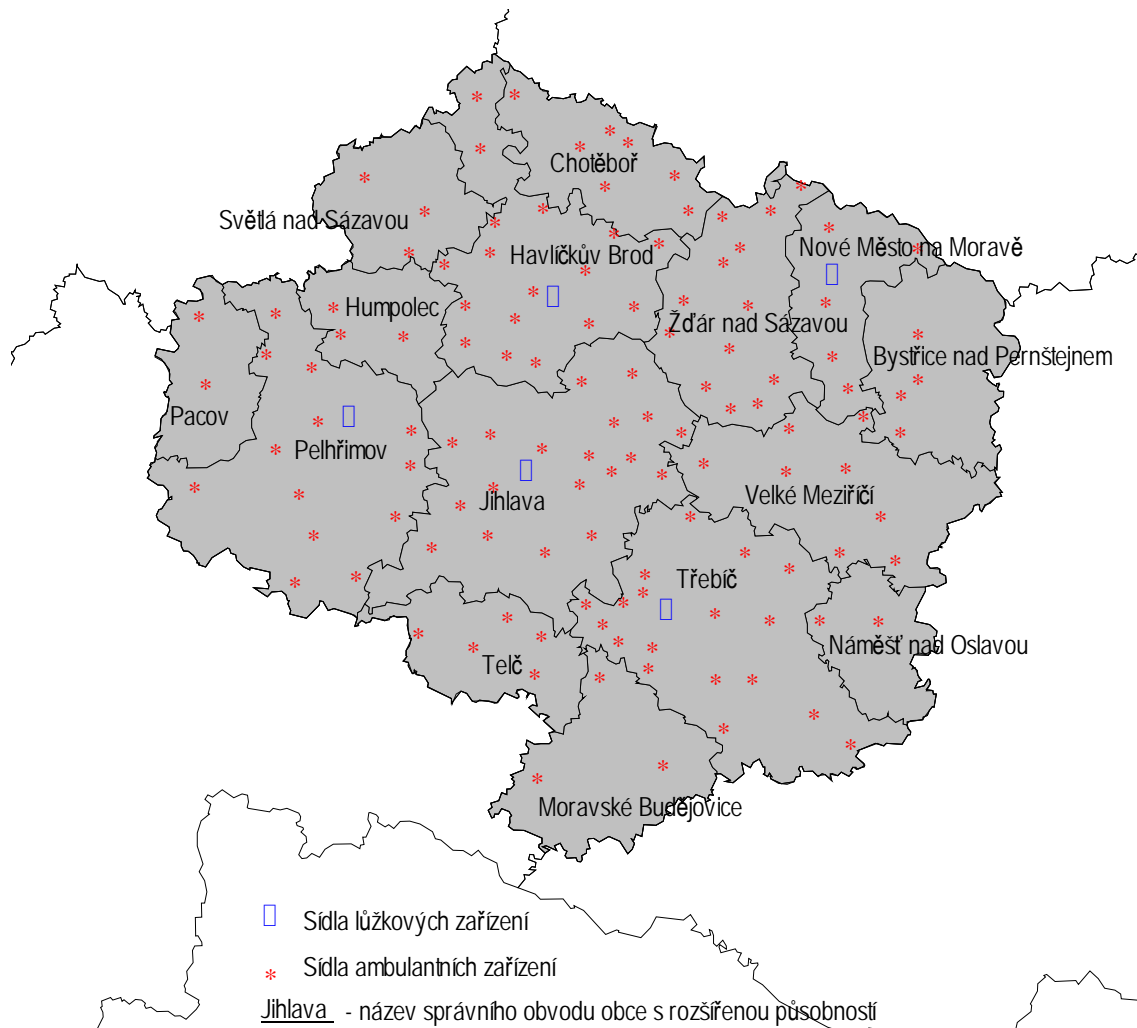 Chotěboř
Světlá nad Sázavou
Havlíčkův Brod
Nové Město na Moravě
Humpolec
Žďár nad Sázavou
Bystřice nad Pernštejnem
Pacov
Pelhřimov
Jihlava
Velké Meziříčí
Třebíč
Náměšť nad Oslavou
Telč
Moravské Budějovice
Sídla lůžkových zařízení
* Sídla ambulantních zařízení
Jihlava - název správního obvodu obce s rozšířenou působností